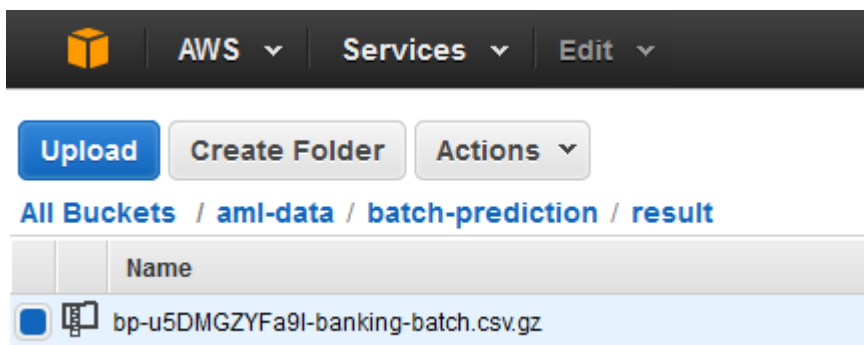 AWS Services Edit
Upload Create Folder Actions
All Buckets / aml-data / batch-prediction / result
Name
bp-u5DMGZYFa9I-banking-batch.csv.gz